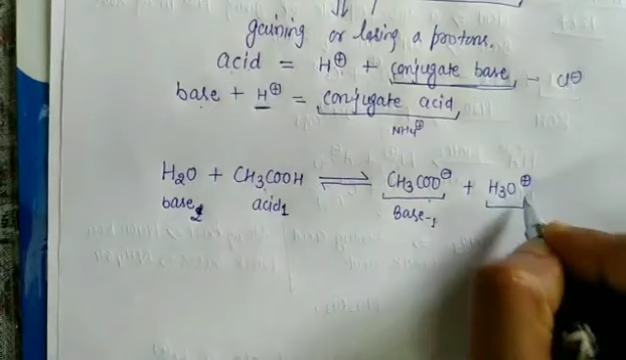 gaining or losing a protons.
acid = H⊕ + conjugate base - Cl⊖
base + H⊕ = conjugate acid
NH4⊕
H2O + CH3COOH ⇌ CH3COO⊖ + H3O⊕
base2 acid1 Base-1